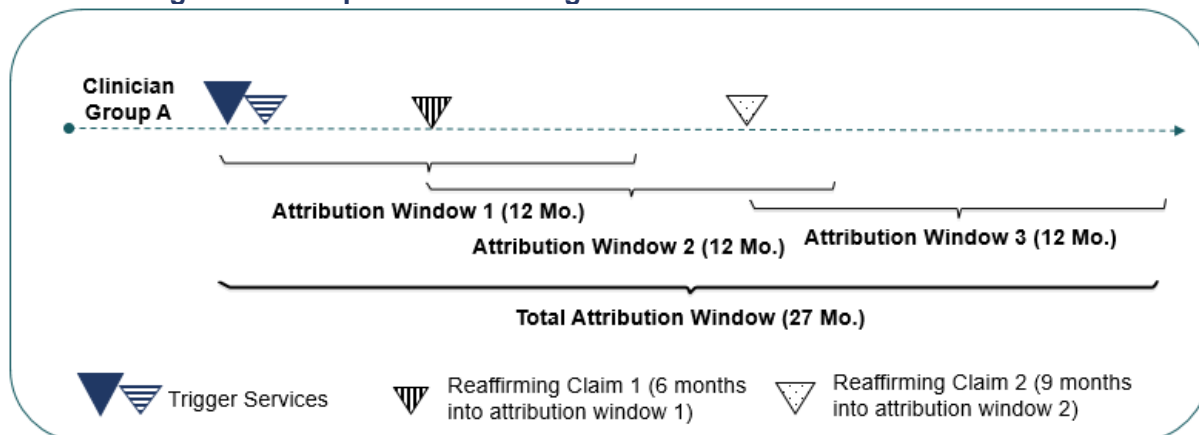 Clinician
Group A
Attribution Window 1 (12 Mo.)
Attribution Window 2 (12 Mo.)
Attribution Window 3 (12 Mo.)
Total Attribution Window (27 Mo.)
Trigger Services
Reaffirming Claim 1 (6 months
into attribution window 1)
Reaffirming Claim 2 (9 months
into attribution window 2)